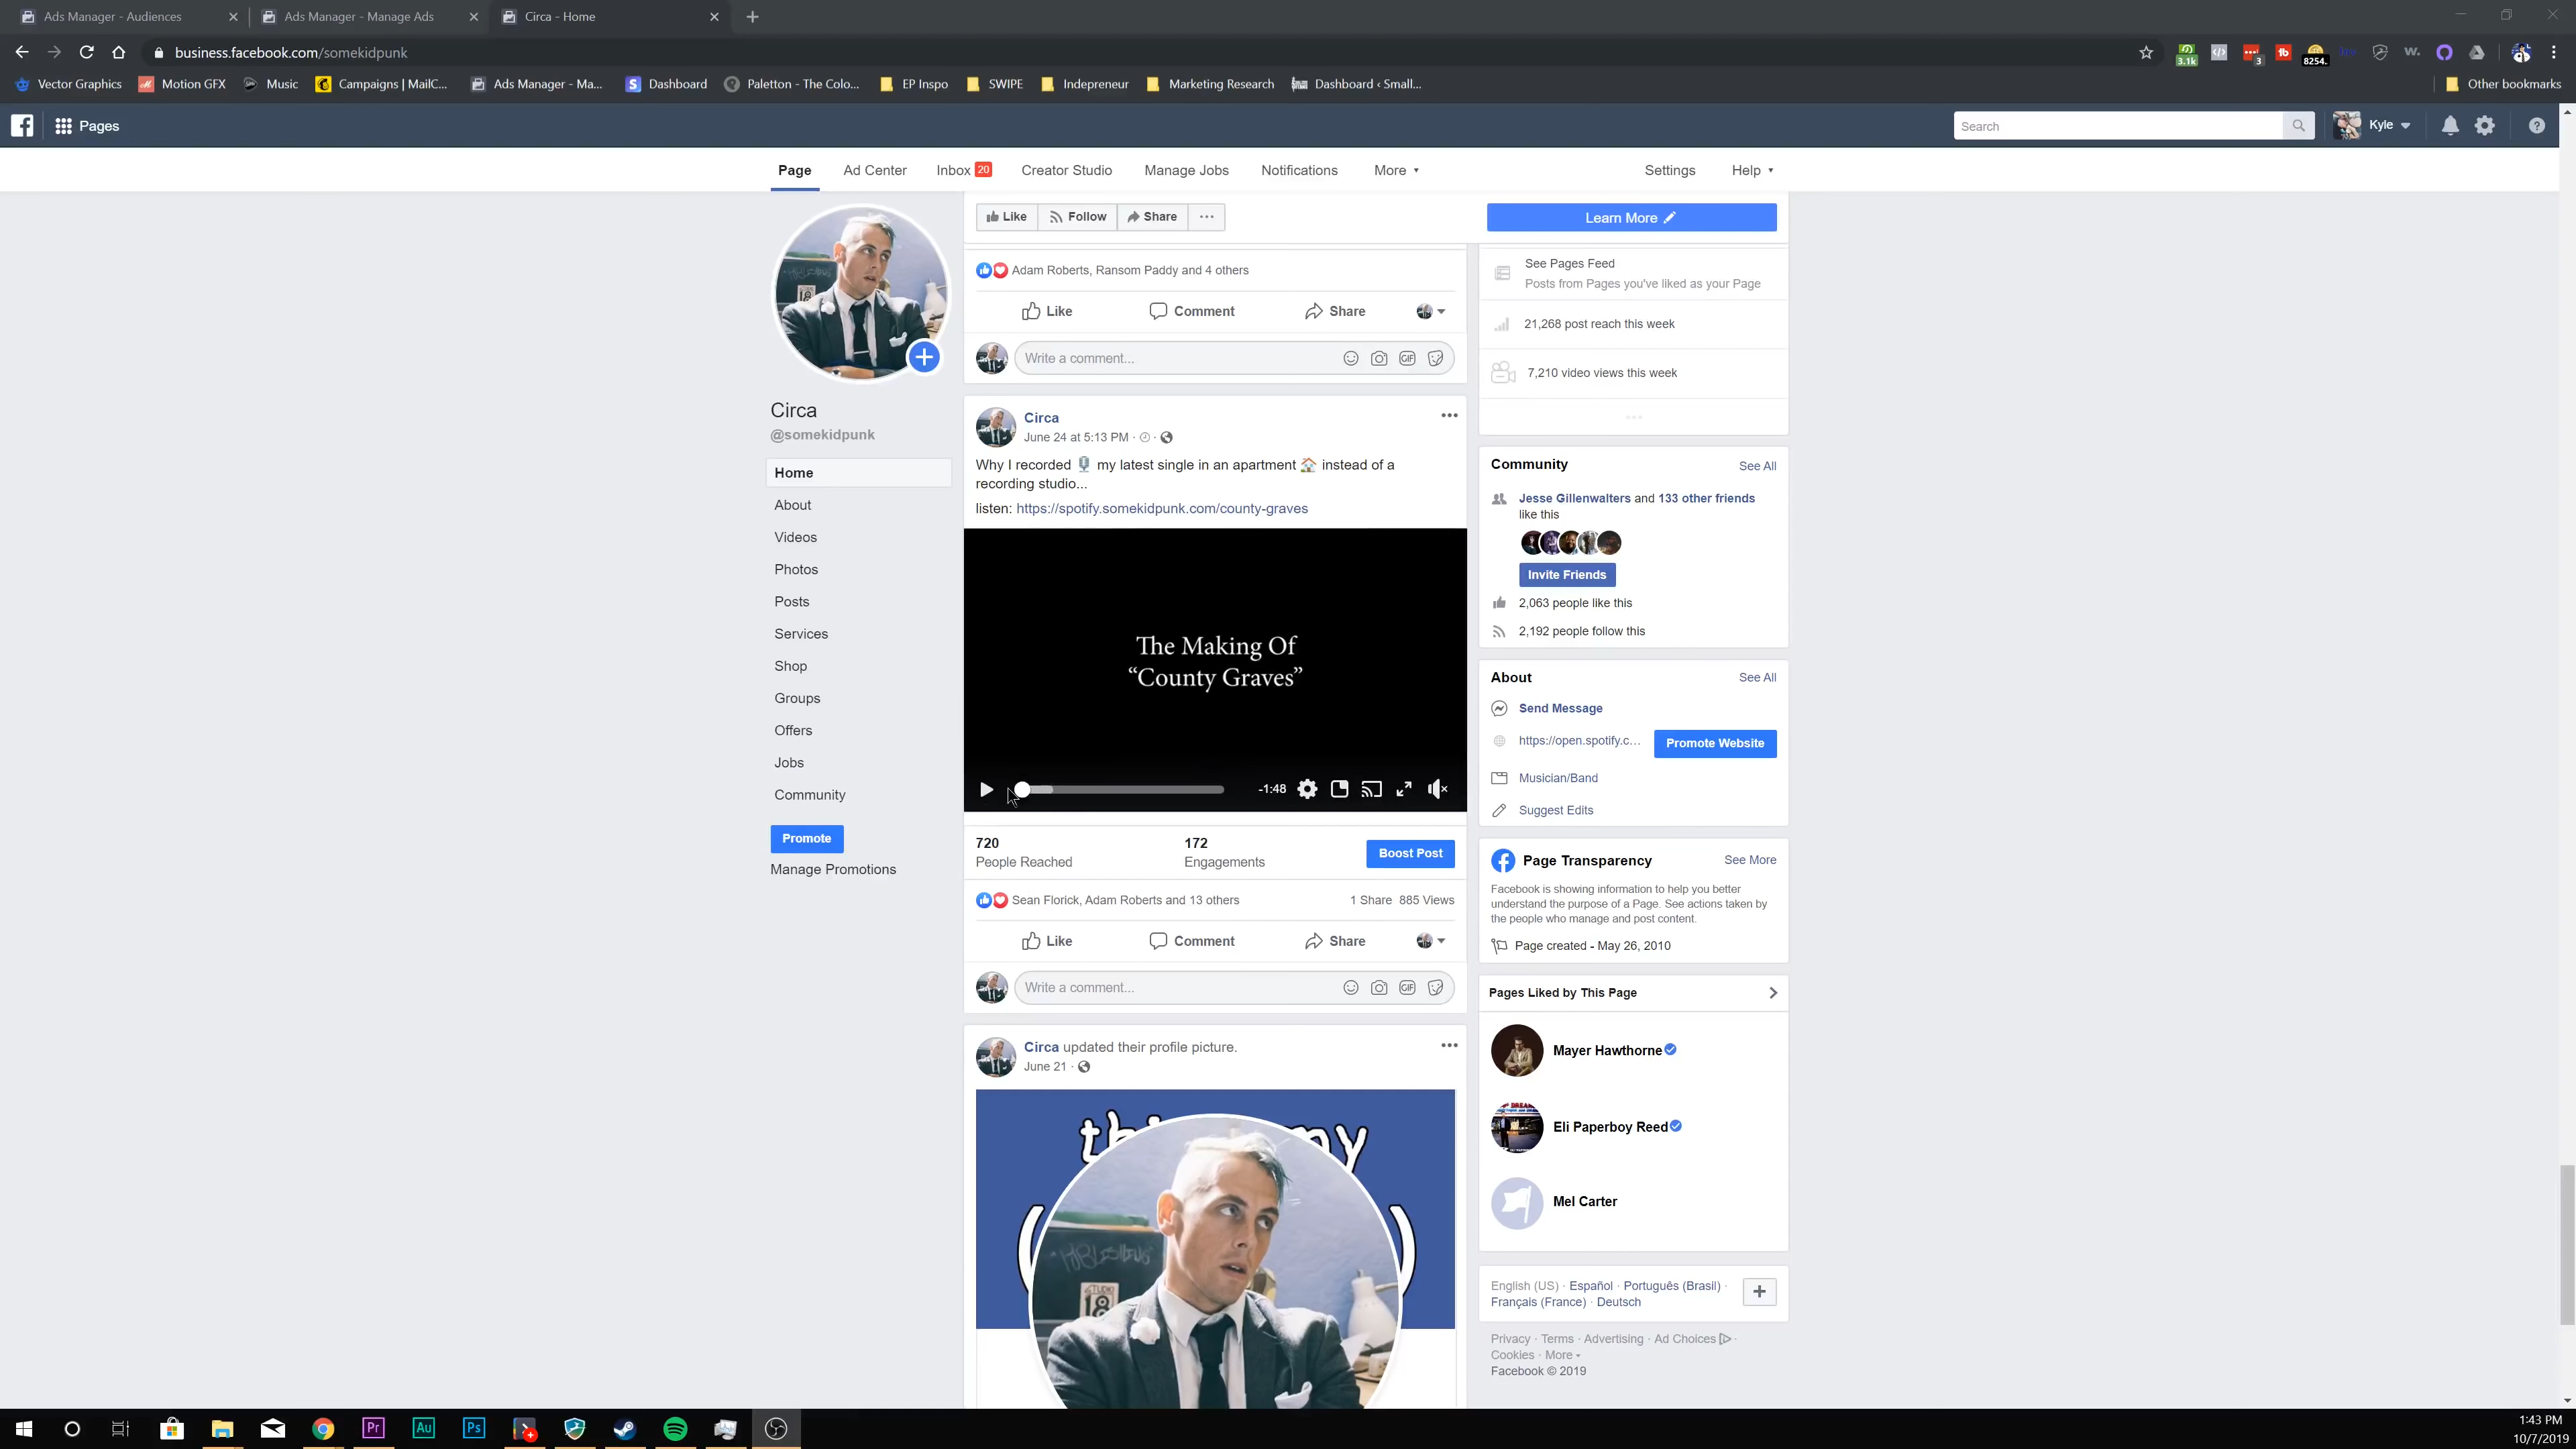 Ads Manager - Audiences
Ads Manager - Manage Ads
Circa - Home
business.facebook.com/somekidpunk
3.1k
3
8254.
Vector Graphics
Motion GFX
Music
Campaigns | MailC...
Ads Manager - Ma...
Dashboard
Paletton - The Colo...
EP Inspo
SWIPE
Indepreneur
Marketing Research
Dashboard ‹ Small...
Other bookmarks
Pages
Search
Kyle
Page
Ad Center
Inbox 20
Creator Studio
Manage Jobs
Notifications
More
Settings
Help
Circa
@somekidpunk
Home
About
Videos
Photos
Posts
Services
Shop
Groups
Offers
Jobs
Community
Promote
Manage Promotions
Like
Follow
Share
Learn More
Adam Roberts, Ransom Paddy and 4 others
Like
Comment
Share
Write a comment...
GIF
Circa
June 24 at 5:13 PM
Why I recorded 🎙 my latest single in an apartment 🏠 instead of a
recording studio...
listen: https://spotify.somekidpunk.com/county-graves
The Making Of
“County Graves”
-1:48
720
People Reached
172
Engagements
Boost Post
Sean Florick, Adam Roberts and 13 others
1 Share 885 Views
Like
Comment
Share
Write a comment...
GIF
Circa updated their profile picture.
June 21
STUDIO
18
See Pages Feed
Posts from Pages you've liked as your Page
21,268 post reach this week
7,210 video views this week
Community
See All
Jesse Gillenwalters and 133 other friends
like this
Invite Friends
2,063 people like this
2,192 people follow this
About
See All
Send Message
https://open.spotify.c...
Promote Website
Musician/Band
Suggest Edits
Page Transparency
See More
Facebook is showing information to help you better
understand the purpose of a Page. See actions taken by
the people who manage and post content.
Page created - May 26, 2010
Pages Liked by This Page
Mayer Hawthorne
Eli Paperboy Reed
Mel Carter
English (US) · Español · Português (Brasil) ·
Français (France) · Deutsch
Privacy · Terms · Advertising · Ad Choices ·
Cookies · More
Facebook © 2019
Pr
Au
Ps
1:43 PM
10/7/2019